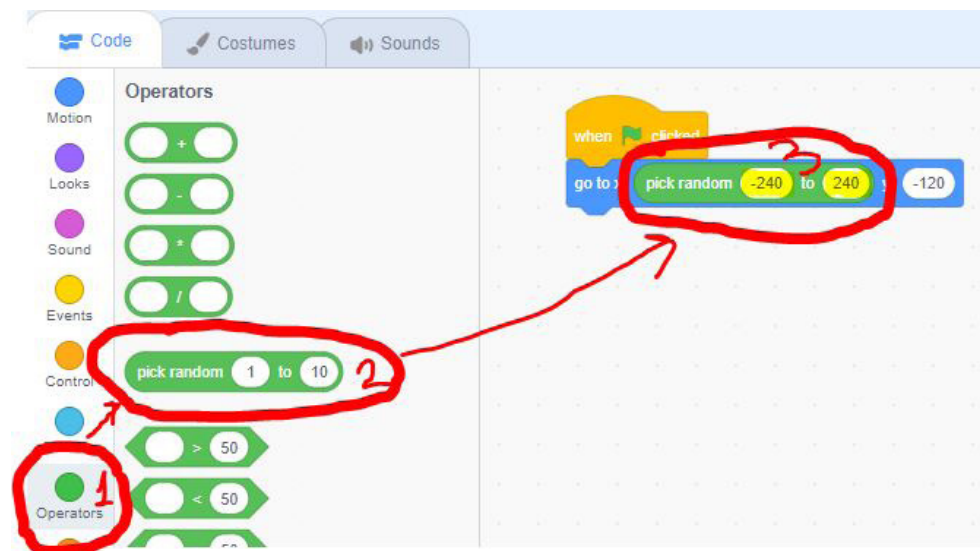 Code
Costumes
Sounds
Motion
Looks
Sound
Events
Control
Operators
Operators
+
-
*
/
pick random 1 to 10
> 50
< 50
when clicked
go to x pick random -240 to 240 y -120
1
2
3